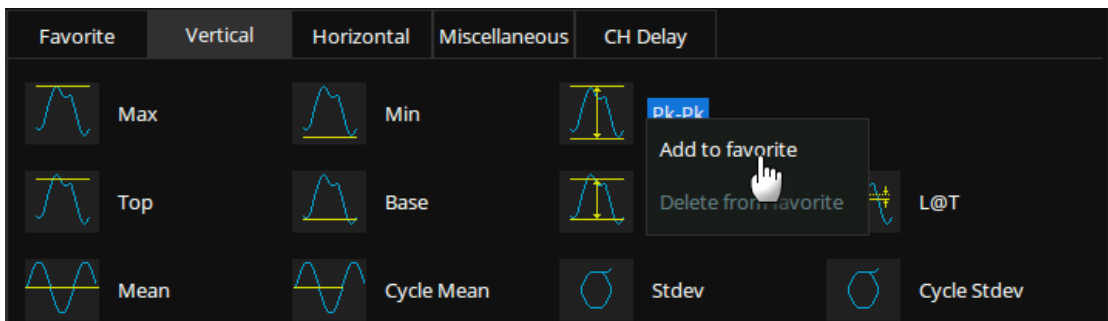 Favorite Vertical Horizontal Miscellaneous CH Delay
Max Min Pk-Pk
Add to favorite
Top Base Delete from favorite L@T
Mean Cycle Mean Stdev Cycle Stdev